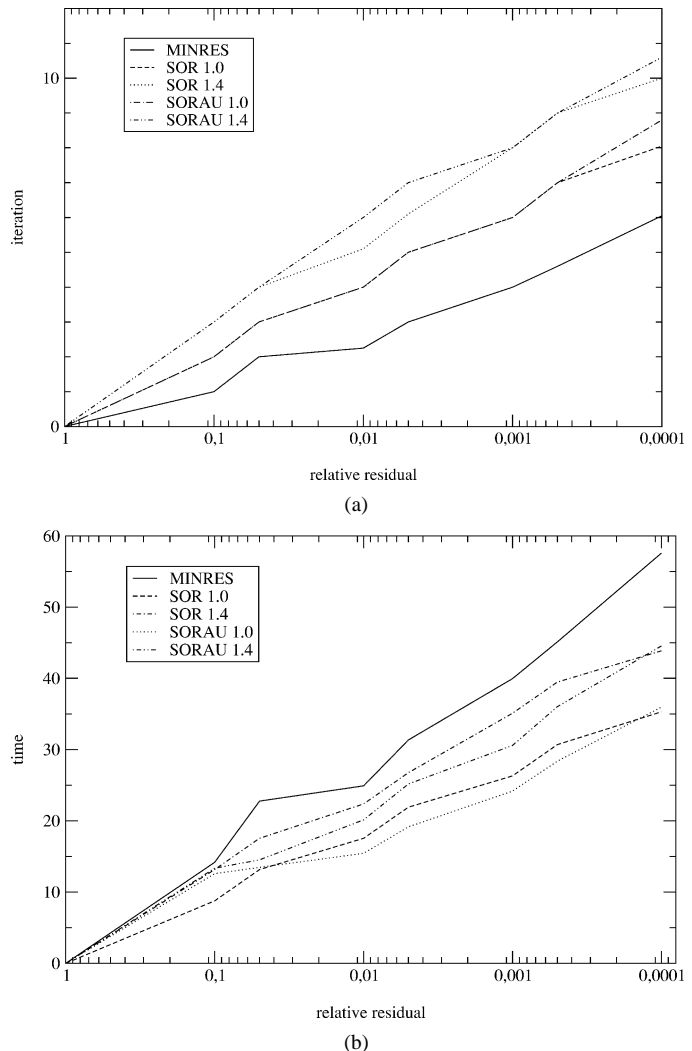 MINRES
SOR 1.0
SOR 1.4
SORAU 1.0
SORAU 1.4
10
iteration
0
1
0,1
0,01
0,001
0,0001
relative residual
(a)
60
MINRES
SOR 1.0
SOR 1.4
SORAU 1.0
SORAU 1.4
50
40
time
30
20
10
0
1
0,1
0,01
0,001
0,0001
relative residual
(b)